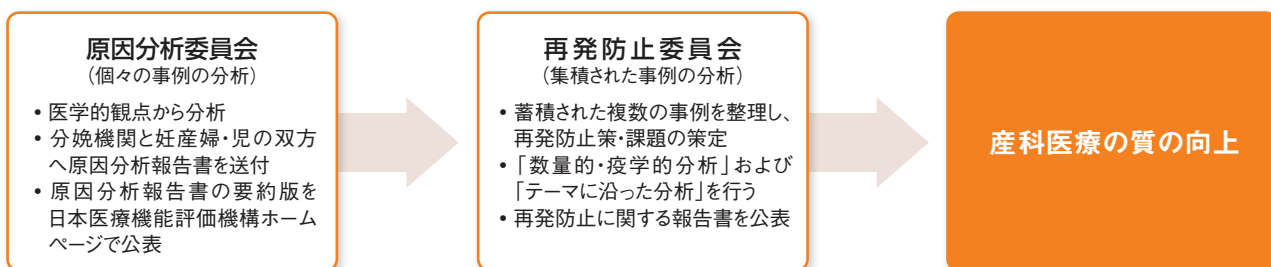 原因分析委員会
（個々の事例の分析）
• 医学的観点から分析
• 分娩機関と妊産婦・児の双方
へ原因分析報告書を送付
• 原因分析報告書の要約版を
日本医療機能評価機構ホーム
ページで公表
再発防止委員会
（集積された事例の分析）
• 蓄積された複数の事例を整理し、
再発防止策・課題の策定
• 「数量的・疫学的分析」および
「テーマに沿った分析」を行う
• 再発防止に関する報告書を公表
産科医療の質の向上